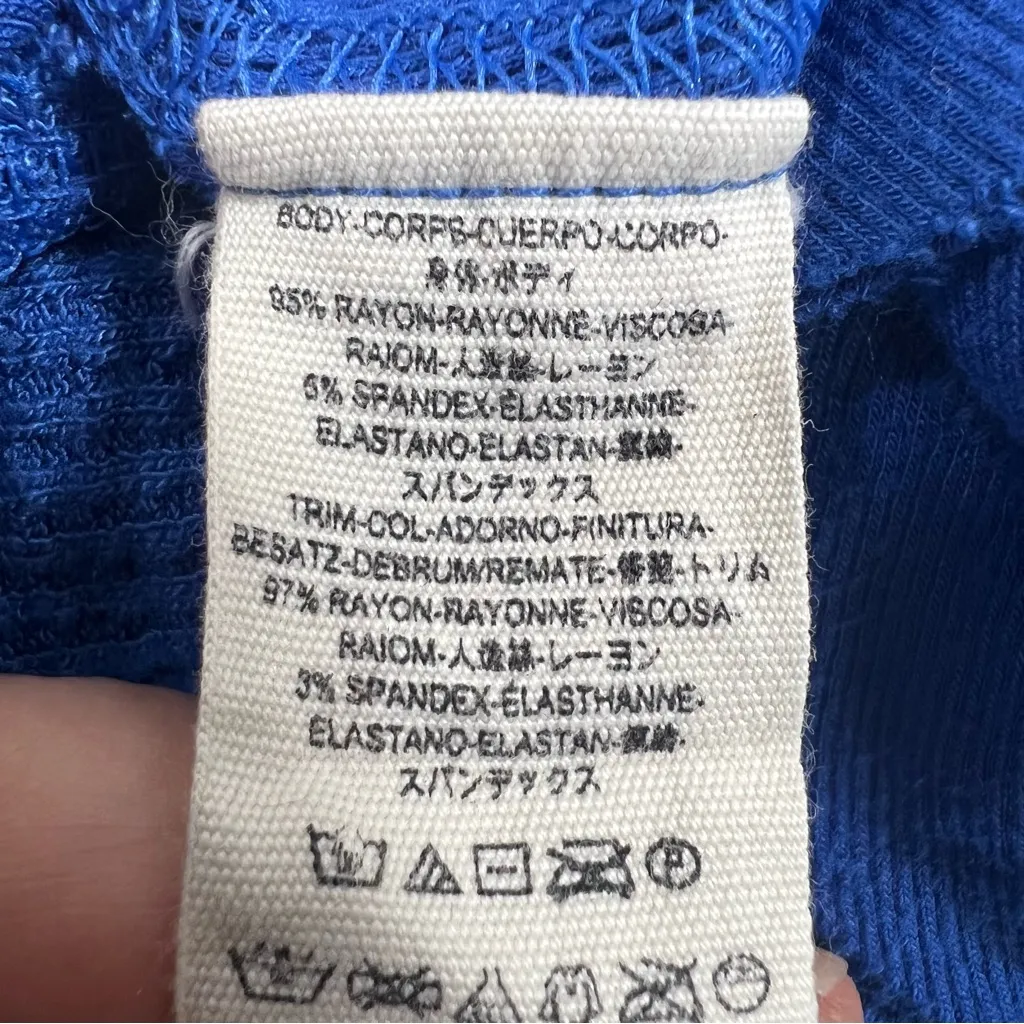 BODY-CORPS-CUERPO-CORPO-
身体-ボディ
95% RAYON-RAYONNE-VISCOSA-
RAIOM-人造絲-レーヨン
5% SPANDEX-ÉLASTHANNE-
ELASTANO-ELASTAN-
スパンデックス
TRIM-COL-ADORNO-FINITURA-
BESATZ-DEBRUM/REMATE-トリム
97% RAYON-RAYONNE-VISCOSA-
RAIOM-人造絲-レーヨン
3% SPANDEX-ÉLASTHANNE-
ELASTANO-ELASTAN-
スパンデックス